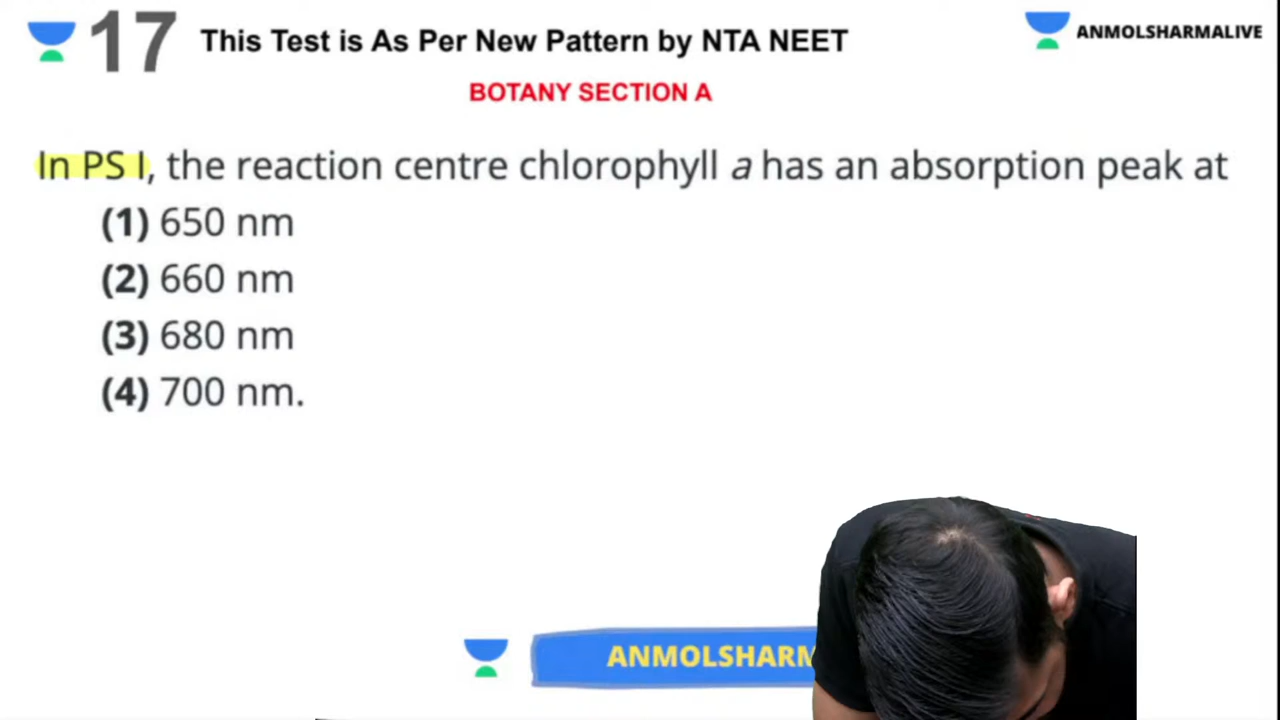 17 This Test is As Per New Pattern by NTA NEET
ANMOLSHARMALIVE
BOTANY SECTION A
In PS I, the reaction centre chlorophyll a has an absorption peak at
(1) 650 nm
(2) 660 nm
(3) 680 nm
(4) 700 nm.